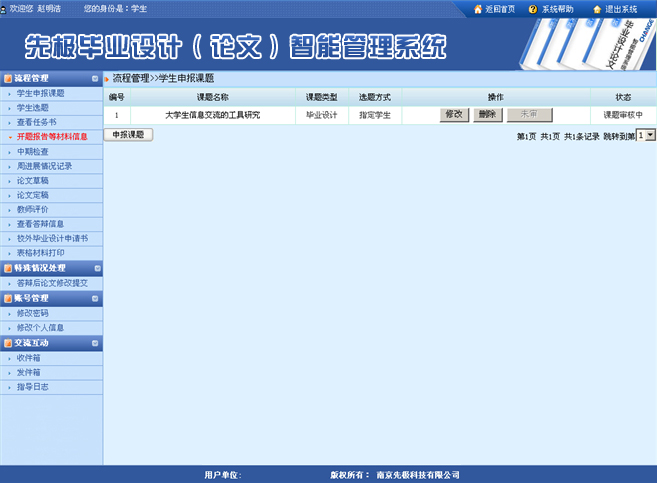 欢迎您 赵明浩 您的身份是：学生 返回首页 系统帮助 退出系统
先极毕业设计（论文）智能管理系统
流程管理
学生申报课题
学生选题
查看任务书
开题报告等材料信息
中期检查
周进展情况记录
论文草稿
论文定稿
教师评价
查看答辩信息
校外毕业设计申请书
表格材料打印
特殊情况处理
答辩后论文修改提交
账号管理
修改密码
修改个人信息
交流互动
收件箱
发件箱
指导日志
流程管理>>学生申报课题
编号 课题名称 课题类型 选题方式 操作 状态
1 大学生信息交流的工具研究 毕业设计 指定学生 修改 删除 未审 课题审核中
申报课题 第1页 共1页 共1条记录 跳转到第 1
用户单位: 版权所有： 南京先极科技有限公司